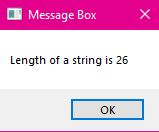 Message Box
Length of a string is 26
OK